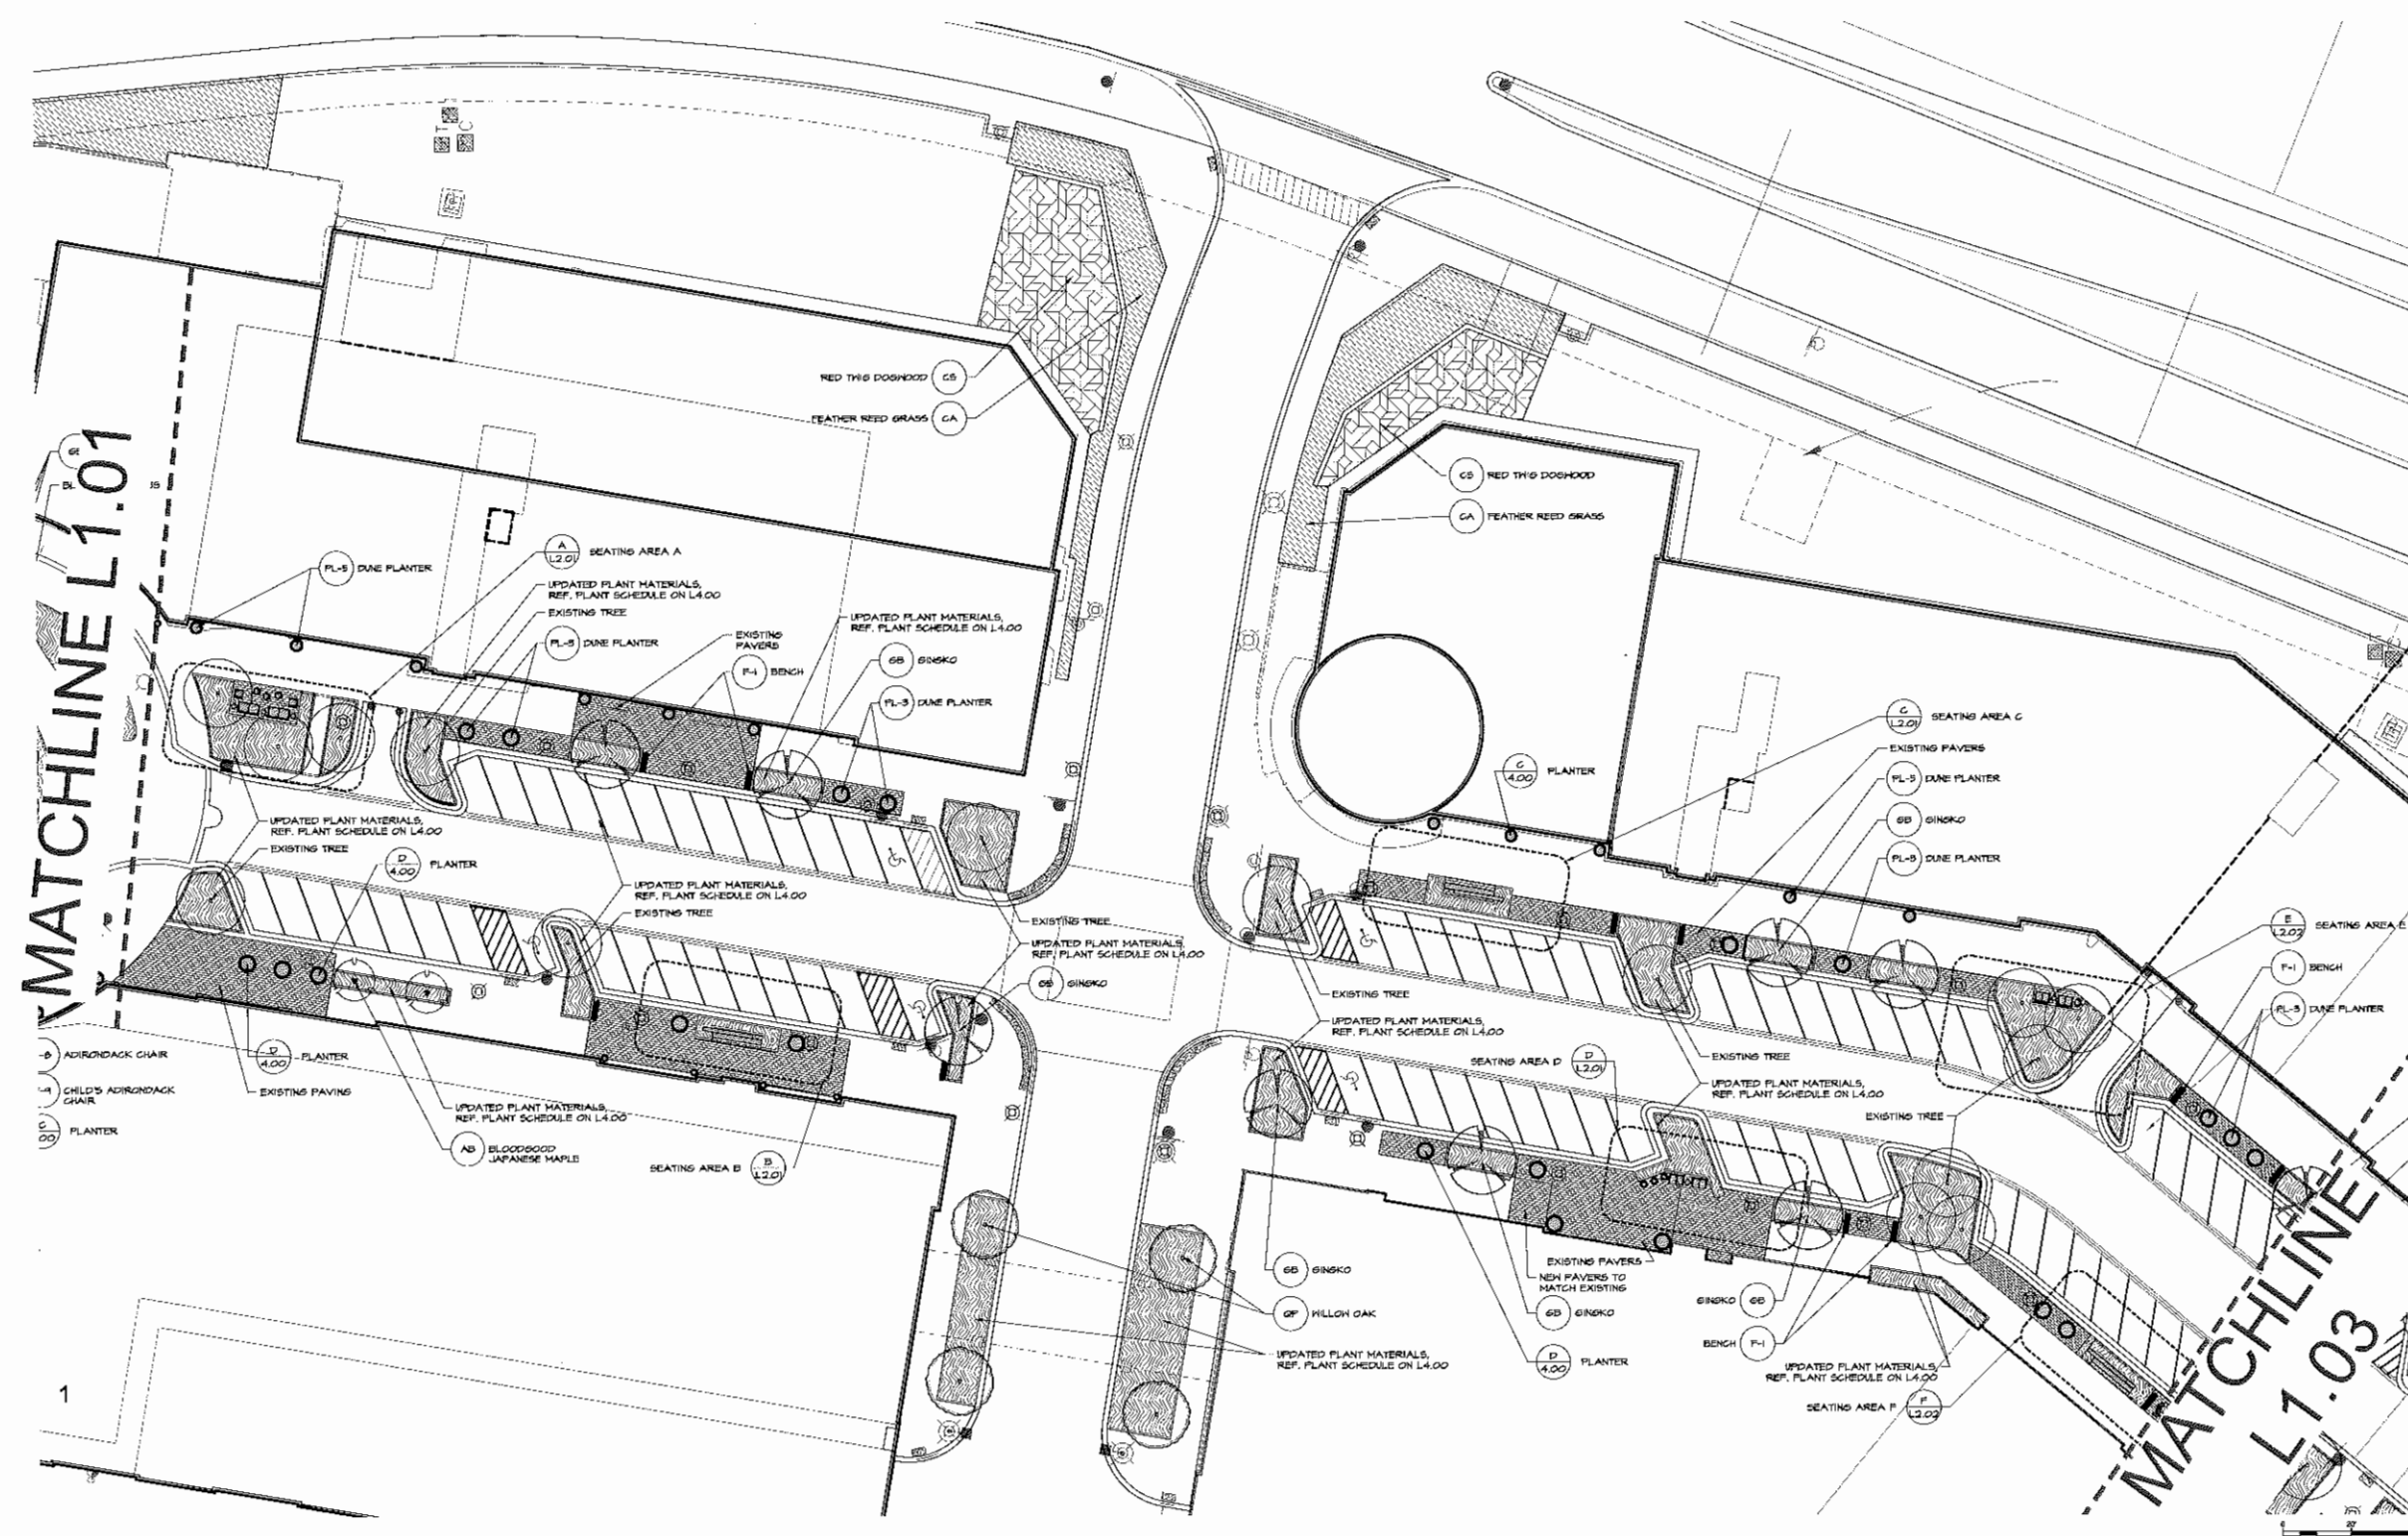 T
C
RED TWIG DOGWOOD CS
FEATHER REED GRASS CA
CS RED TWIG DOGWOOD
CA FEATHER REED GRASS
MATCHLINE L1.01
PL-5 DUNE PLANTER
A
L2.01
SEATING AREA A
UPDATED PLANT MATERIALS,
REF. PLANT SCHEDULE ON L4.00
EXISTING TREE
PL-5 DUNE PLANTER
EXISTING
PAVERS
F-1 BENCH
UPDATED PLANT MATERIALS,
REF. PLANT SCHEDULE ON L4.00
GB GINGKO
PL-3 DUNE PLANTER
C
L2.01
SEATING AREA C
EXISTING PAVERS
C
4.00
PLANTER
PL-5 DUNE PLANTER
GB GINGKO
PL-5 DUNE PLANTER
UPDATED PLANT MATERIALS,
REF. PLANT SCHEDULE ON L4.00
EXISTING TREE
D
4.00
PLANTER
UPDATED PLANT MATERIALS,
REF. PLANT SCHEDULE ON L4.00
EXISTING TREE
EXISTING TREE
UPDATED PLANT MATERIALS,
REF. PLANT SCHEDULE ON L4.00
GB GINGKO
E
L2.02
SEATING AREA E
F-1 BENCH
PL-3 DUNE PLANTER
EXISTING TREE
UPDATED PLANT MATERIALS,
REF. PLANT SCHEDULE ON L4.00
SEATING AREA D
D
L2.01
EXISTING TREE
UPDATED PLANT MATERIALS,
REF. PLANT SCHEDULE ON L4.00
EXISTING TREE
ADIRONDACK CHAIR
CHILD'S ADIRONDACK
CHAIR
PLANTER
D
4.00
PLANTER
EXISTING PAVING
UPDATED PLANT MATERIALS,
REF. PLANT SCHEDULE ON L4.00
AB BLOODGOOD
JAPANESE MAPLE
SEATING AREA B
B
L2.01
GB GINGKO
QP WILLOW OAK
UPDATED PLANT MATERIALS,
REF. PLANT SCHEDULE ON L4.00
EXISTING PAVERS
NEW PAVERS TO
MATCH EXISTING
GB GINGKO
D
4.00
PLANTER
GINGKO GB
BENCH F-1
UPDATED PLANT MATERIALS,
REF. PLANT SCHEDULE ON L4.00
SEATING AREA F
F
L2.02
MATCHLINE
L1.03
1